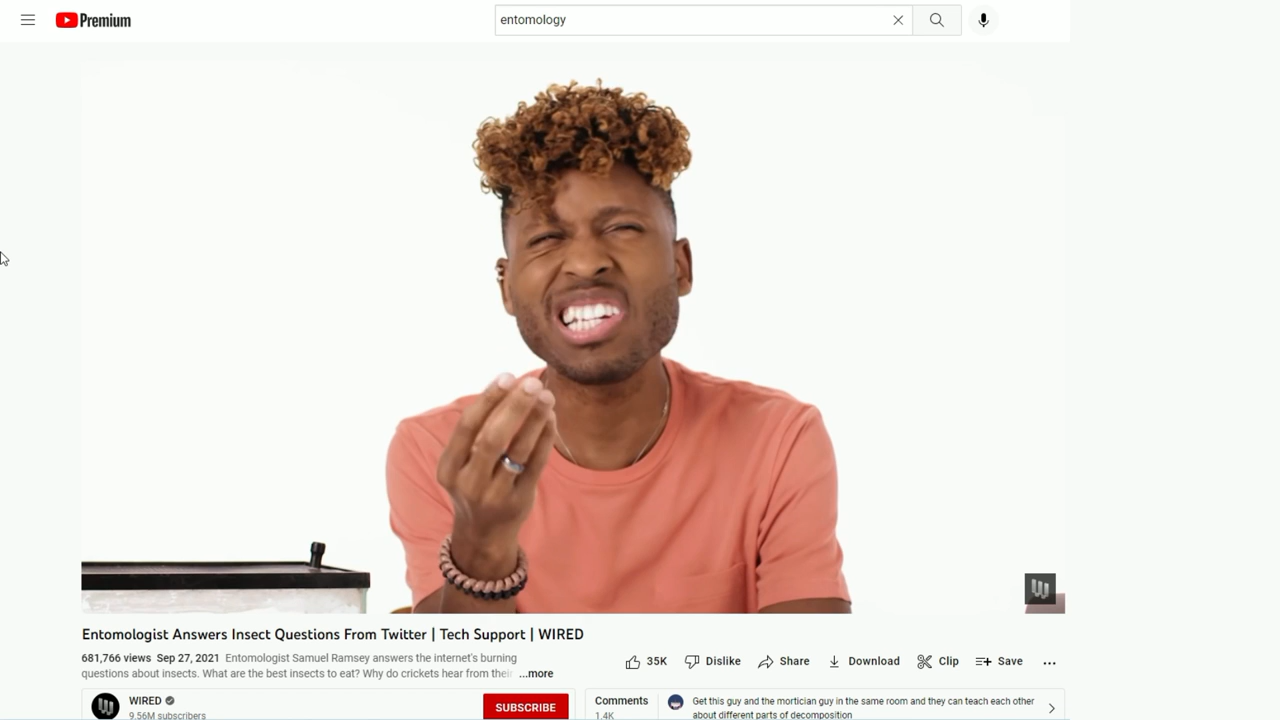 Premium
entomology
Entomologist Answers Insect Questions From Twitter | Tech Support | WIRED
681,766 views Sep 27, 2021 Entomologist Samuel Ramsey answers the internet's burning
questions about insects. What are the best insects to eat? Why do crickets hear from their ...more
35K Dislike Share Download Clip Save
WIRED
9.56M subscribers
SUBSCRIBE
Comments
1.4K
Get this guy and the mortician guy in the same room and they can teach each other
about different parts of decomposition